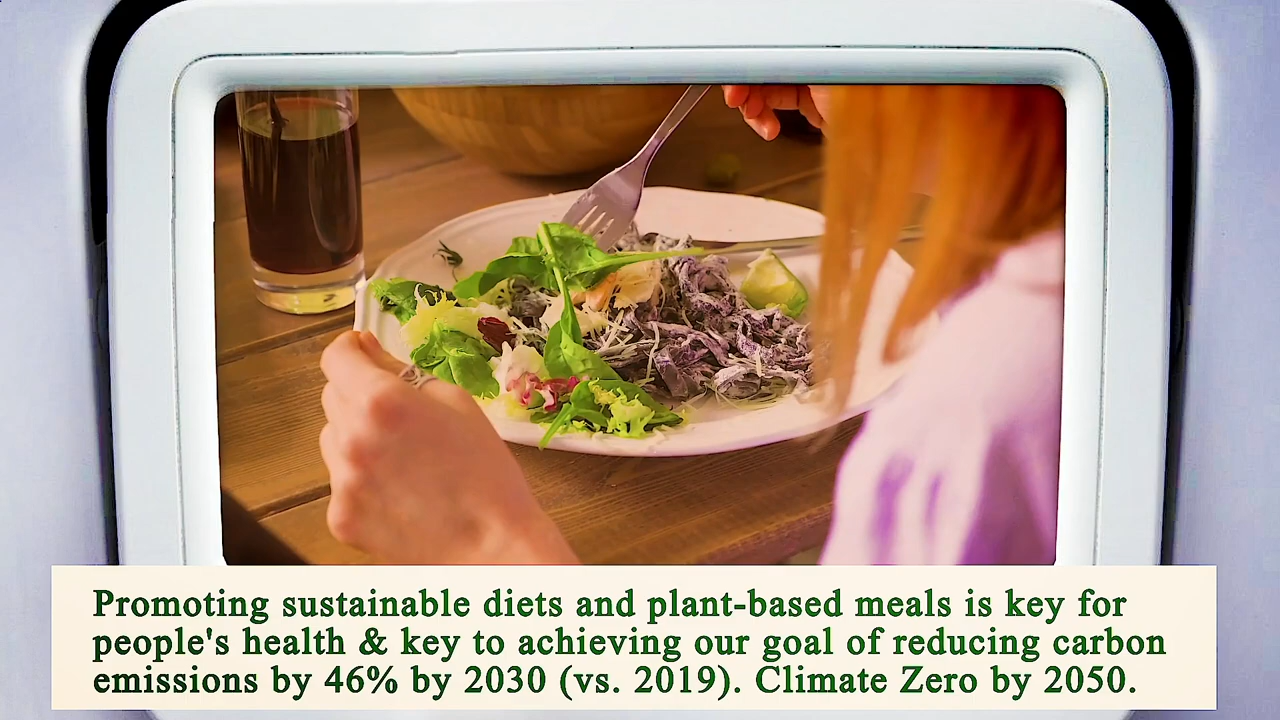 Promoting sustainable diets and plant-based meals is key for
people's health & key to achieving our goal of reducing carbon
emissions by 46% by 2030 (vs. 2019). Climate Zero by 2050.